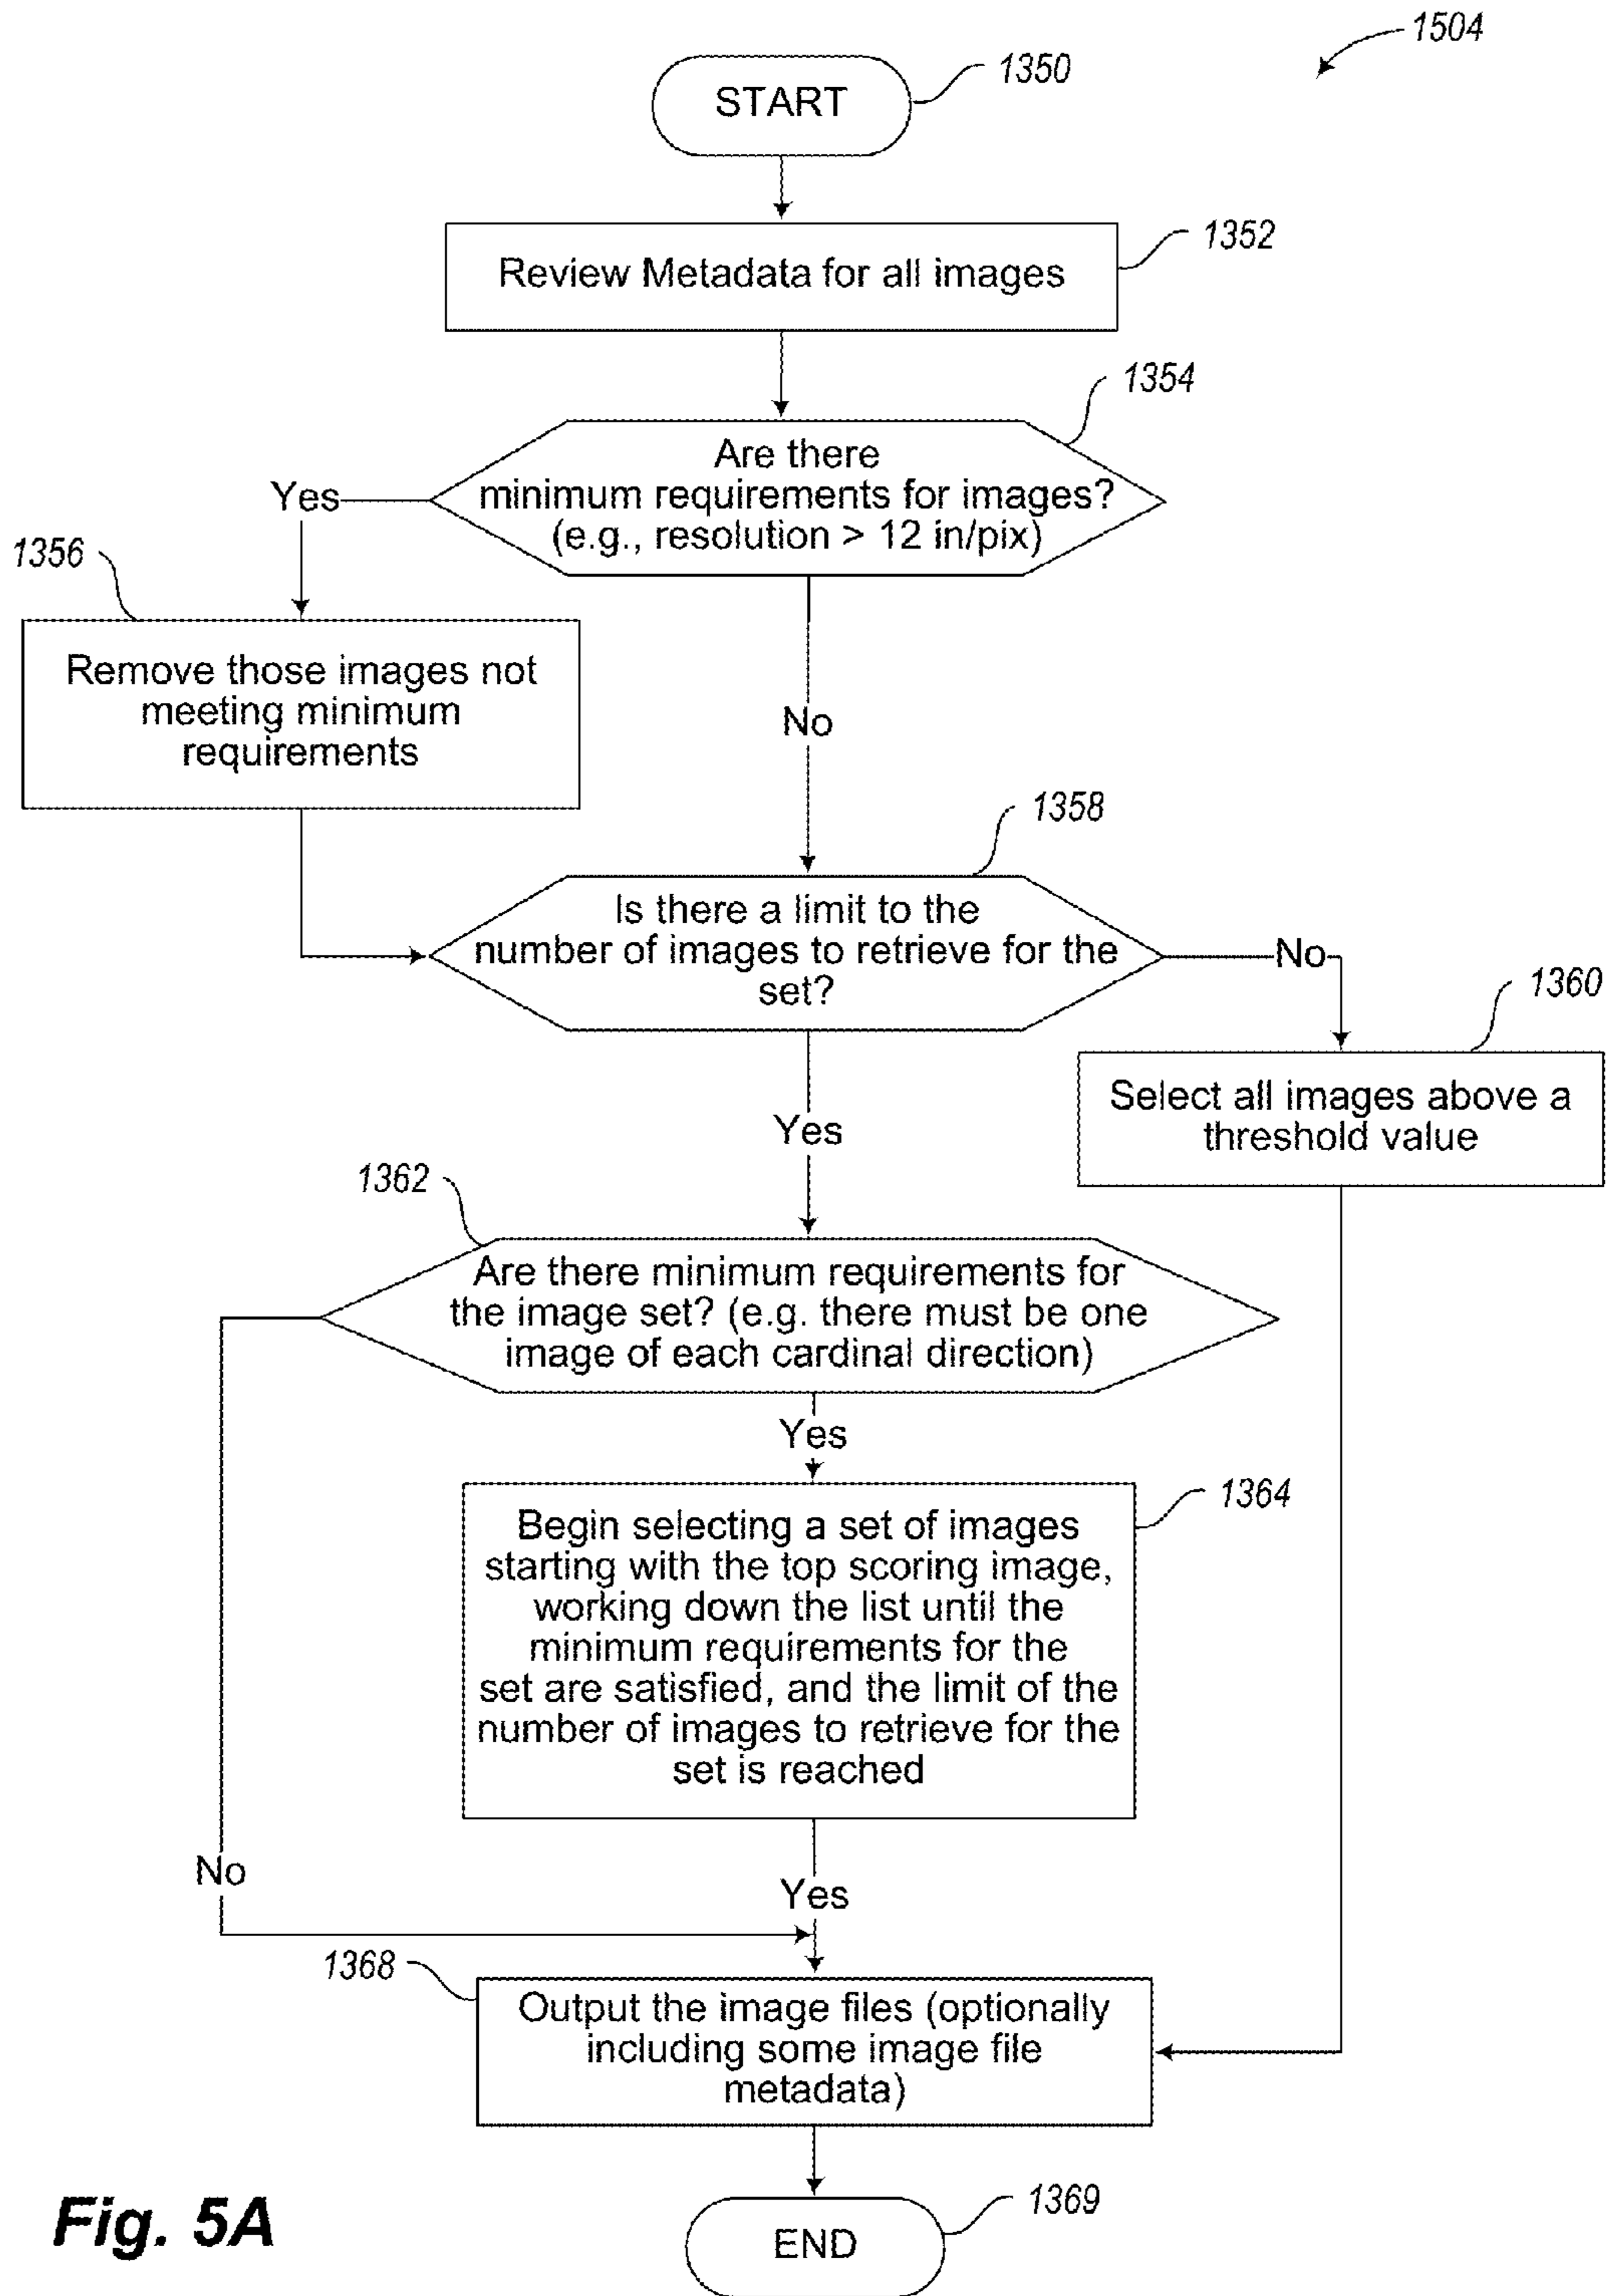 1504
START
1350
Review Metadata for all images
1352
1354
Are there
minimum requirements for images?
(e.g., resolution > 12 in/pix)
Yes
No
1356
Remove those images not
meeting minimum
requirements
1358
Is there a limit to the
number of images to retrieve for the
set?
No
Yes
1360
Select all images above a
threshold value
1362
Are there minimum requirements for
the image set? (e.g. there must be one
image of each cardinal direction)
Yes
1364
Begin selecting a set of images
starting with the top scoring image,
working down the list until the
minimum requirements for the
set are satisfied, and the limit of the
number of images to retrieve for the
set is reached
No
Yes
1368
Output the image files (optionally
including some image file
metadata)
1369
END
Fig. 5A